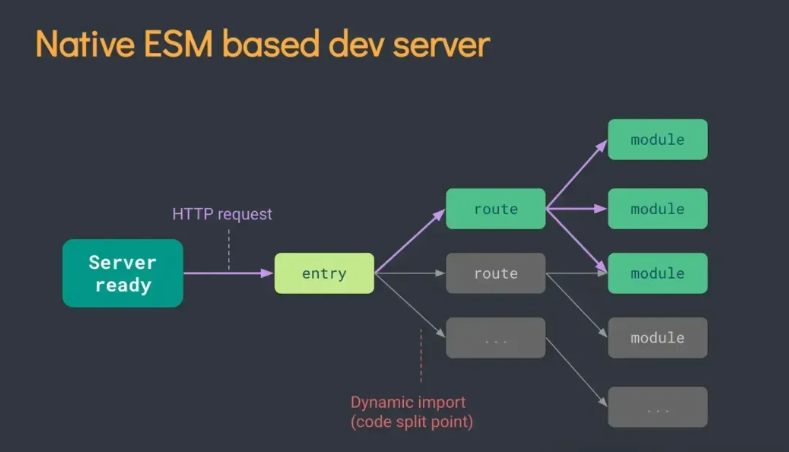 Native ESM based dev server
module
HTTP request
route
module
Server
ready
entry
route
module
...
module
Dynamic import
(code split point)
...